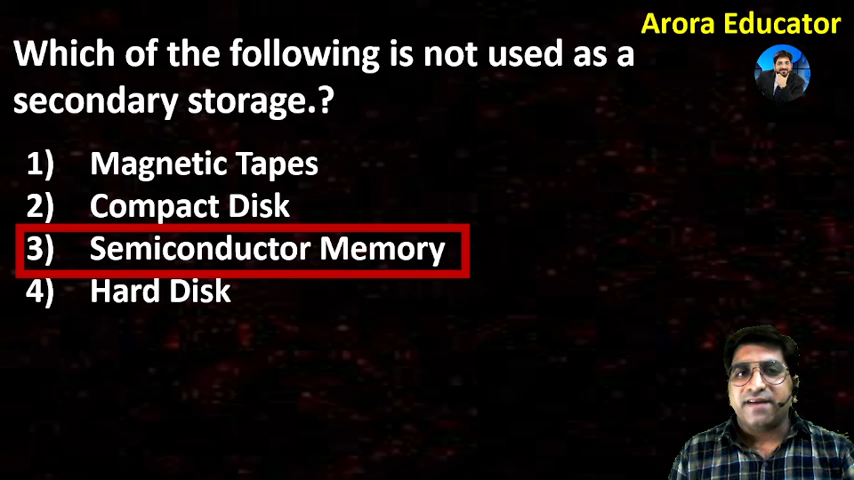 Arora Educator
Which of the following is not used as a
secondary storage.?
1) Magnetic Tapes
2) Compact Disk
3) Semiconductor Memory
4) Hard Disk